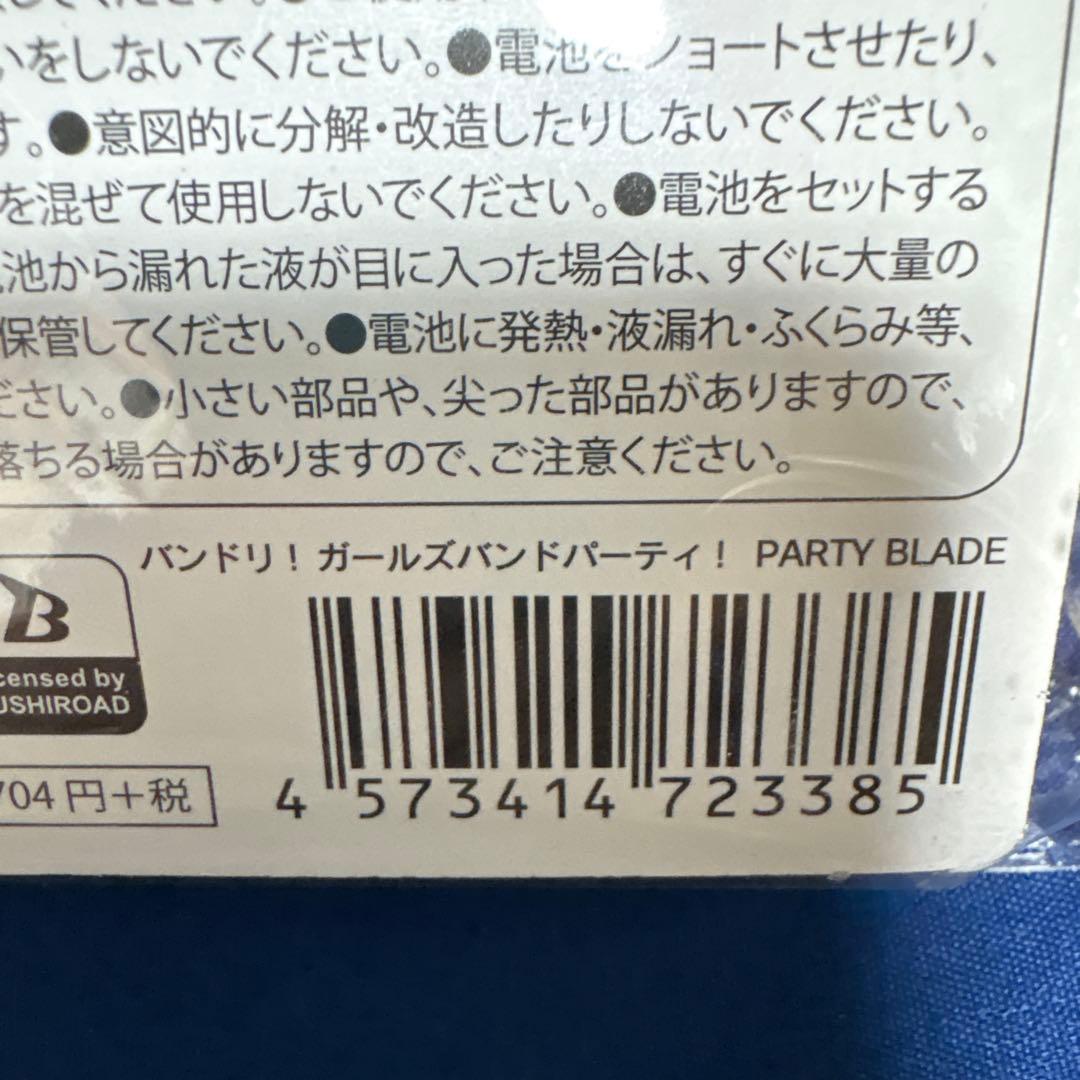 いをしないでください。●電池をショートさせたり、
す。●意図的に分解・改造したりしないでください。
を混ぜて使用しないでください。●電池をセットする
池から漏れた液が目に入った場合は、すぐに大量の
保管してください。●電池に発熱・液漏れ・ふくらみ等、
ださい。●小さい部品や、尖った部品がありますので、
落ちる場合がありますので、ご注意ください。
バンドリ！ ガールズバンドパーティ！ PARTY BLADE
B
censed by
USHIROAD
704円+税
4 573414 723385